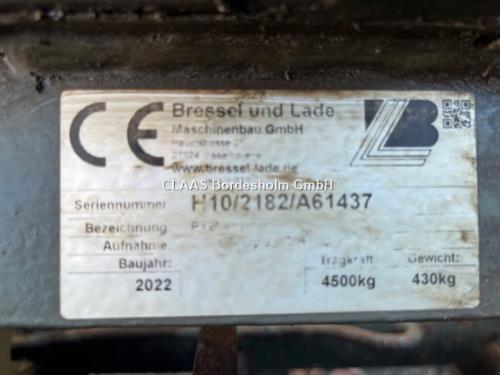 CE
Bressel und Lade
Maschinenbau GmbH
www.bressel-lade.de
CLAAS Bordesholm GmbH
Seriennummer H10/2182/A61437
Bezeichnung
Aufnahme
Baujahr: Tragkraft Gewicht:
2022 4500kg 430kg